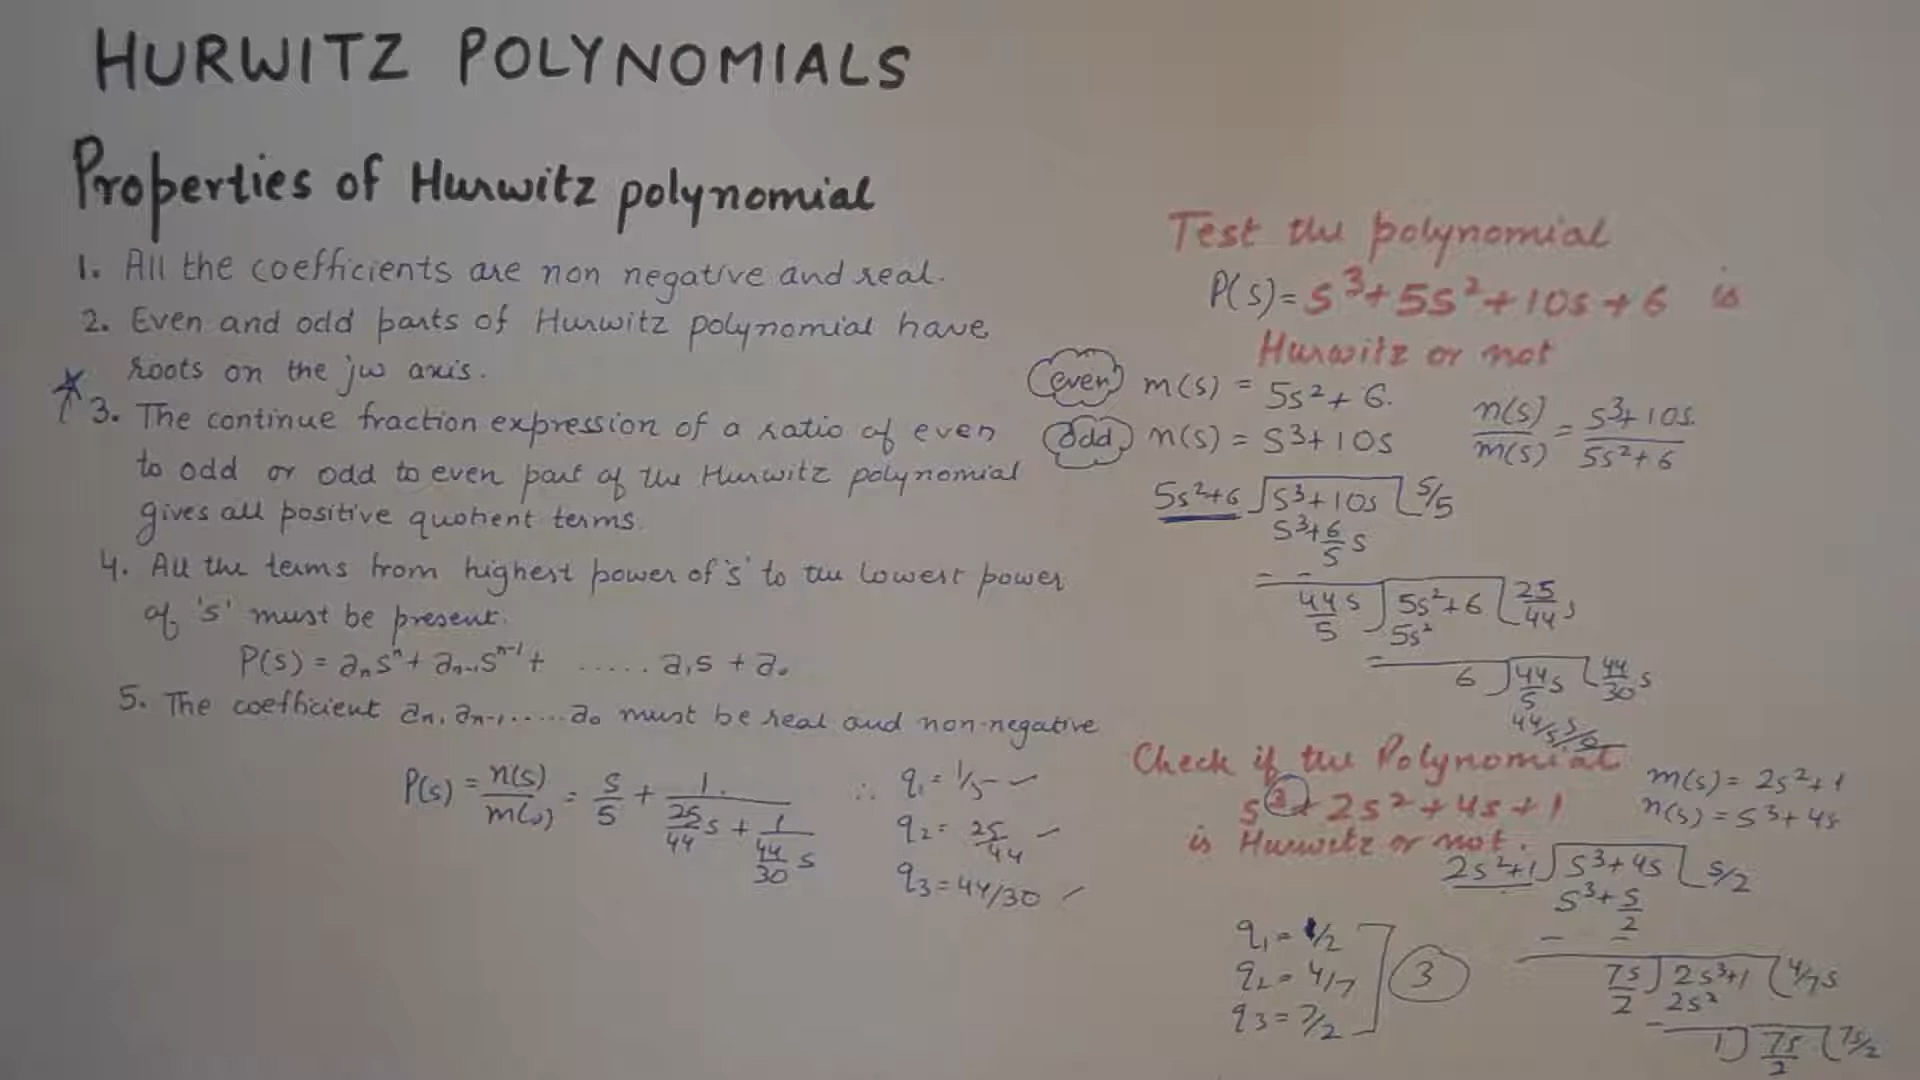 HURWITZ POLYNOMIALS
Properties of Hurwitz polynomial
1. All the coefficients are non negative and real.
2. Even and odd parts of Hurwitz polynomial have
roots on the jw axis.
3. The continue fraction expression of a ratio of even
to odd or odd to even part of the Hurwitz polynomial
gives all positive quotient terms.
4. All the terms from highest power of 's' to the lowest power
of 's' must be present.
P(s) = aₙsⁿ + aₙ₋₁sⁿ⁻¹ + ...... a₁s + a₀
5. The coefficient aₙ, aₙ₋₁, ..... a₀ must be real and non-negative
P(s) = n(s)/m(s) = s/5 + 1/(25/44 s + 1/(44/30 s))
∴ q₁ = 1/5 ✓
q₂ = 25/44 ✓
q₃ = 44/30 ✓
Test the polynomial
P(s) = s³ + 5s² + 10s + 6 is
Hurwitz or not
even m(s) = 5s² + 6.
odd n(s) = s³ + 10s
n(s)/m(s) = s³ + 10s/5s² + 6
5s²+6 ) s³ + 10s ( s/5
s³ + 6/5 s
- -
44s/5 ) 5s² + 6 ( 25/44 s
5s²
6 ) 44/5 s ( 44/30 s
44/5 s/0
Check if the Polynomial
s³ + 2s² + 4s + 1
is Hurwitz or not.
m(s) = 2s² + 1
n(s) = s³ + 4s
2s²+1 ) s³ + 4s ( s/2
s³ + s/2
- -
7s/2 ) 2s³+1 ( 4/7 s
2s²
-
1 ) 7s/2 ( 7s/2
q₁ = 1/2
q₂ = 4/7
q₃ = 7/2
3